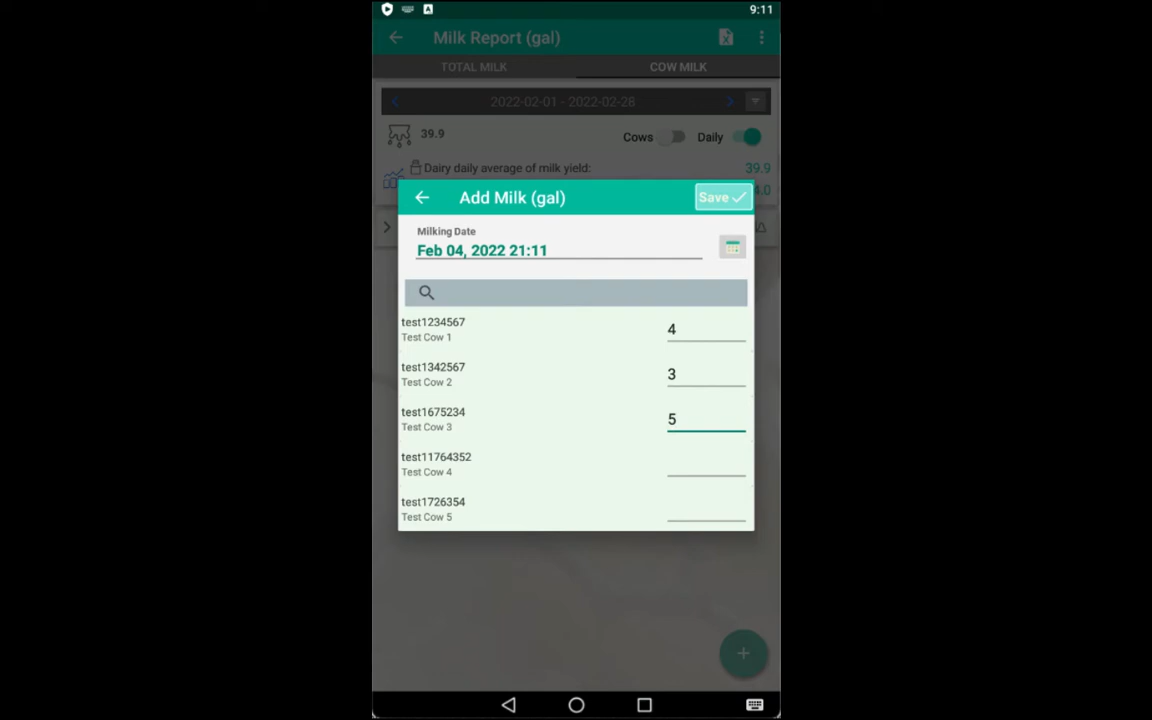 A
9:11
Milk Report (gal)
TOTAL MILK
COW MILK
2022-02-01 - 2022-02-28
39.9
Cows
Daily
Dairy daily average of milk yield:
39.9
Add Milk (gal)
Save
Milking Date
Feb 04, 2022 21:11
test1234567
Test Cow 1
4
test1342567
Test Cow 2
3
test1675234
Test Cow 3
5
test11764352
Test Cow 4
test1726354
Test Cow 5